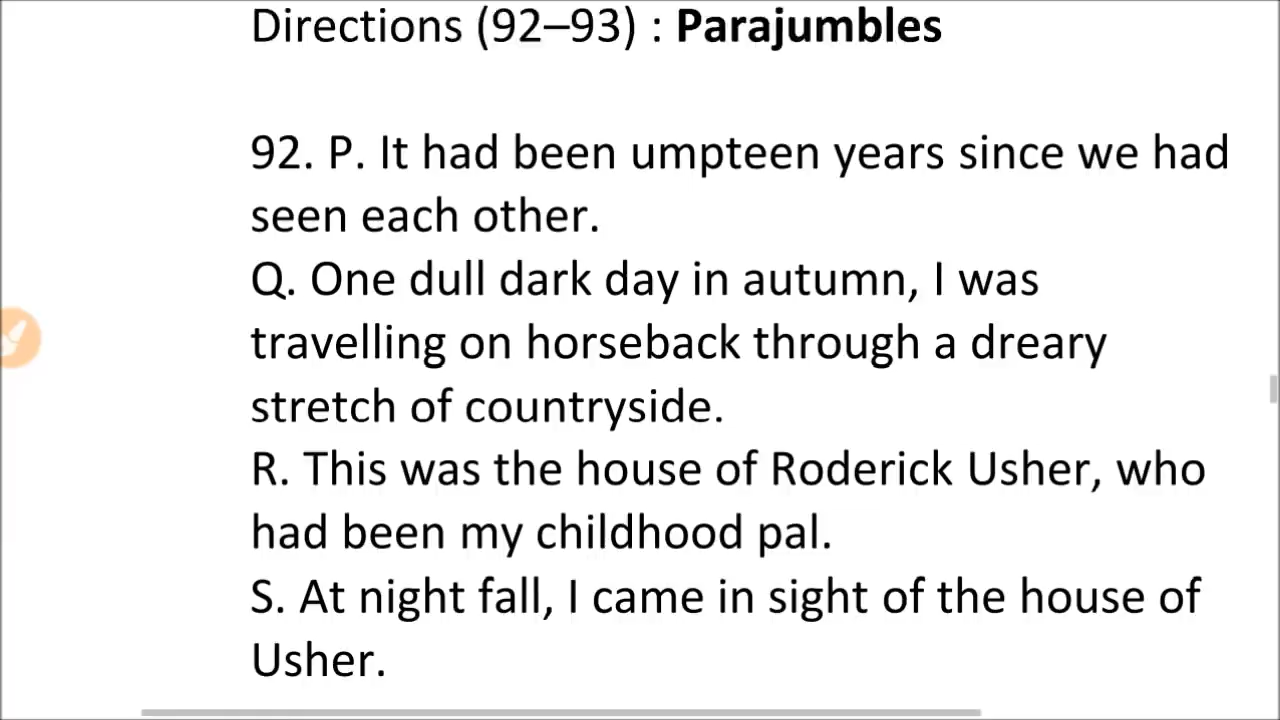 Directions (92–93) : Parajumbles
92. P. It had been umpteen years since we had
seen each other.
Q. One dull dark day in autumn, I was
travelling on horseback through a dreary
stretch of countryside.
R. This was the house of Roderick Usher, who
had been my childhood pal.
S. At night fall, I came in sight of the house of
Usher.